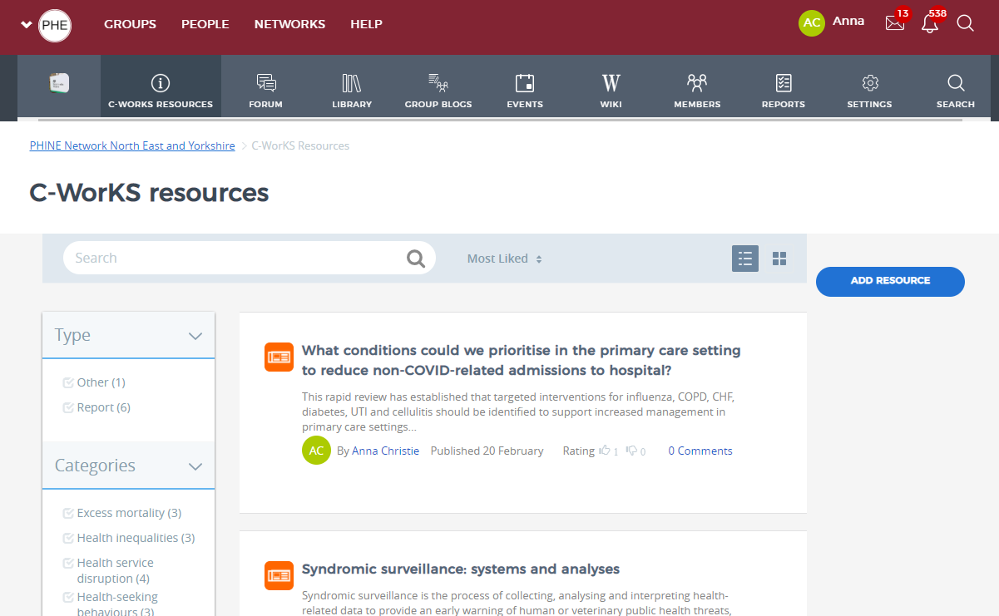 PHE GROUPS PEOPLE NETWORKS HELP AC Anna 13 538
C-WORKS RESOURCES FORUM LIBRARY GROUP BLOGS EVENTS WIKI MEMBERS REPORTS SETTINGS SEARCH
PHINE Network North East and Yorkshire > C-WorKS Resources
C-WorKS resources
Search Most Liked
ADD RESOURCE
Type
Other (1)
Report (6)
Categories
Excess mortality (3)
Health inequalities (3)
Health service
disruption (4)
Health-seeking
behaviours (3)
What conditions could we prioritise in the primary care setting
to reduce non-COVID-related admissions to hospital?
This rapid review has established that targeted interventions for influenza, COPD, CHF,
diabetes, UTI and cellulitis should be identified to support increased management in
primary care settings...
AC By Anna Christie Published 20 February Rating 1 0 0 Comments
Syndromic surveillance: systems and analyses
Syndromic surveillance is the process of collecting, analysing and interpreting health-
related data to provide an early warning of human or veterinary public health threats,